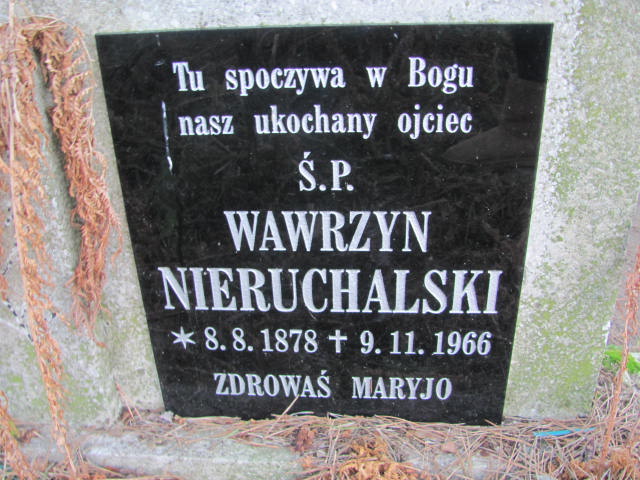 Tu spoczywa w Bogu
nasz ukochany ojciec
Ś.P.
WAWRZYN
NIERUCHALSKI
* 8.8.1878 ✝ 9.11.1966
ZDROWAŚ MARYJO